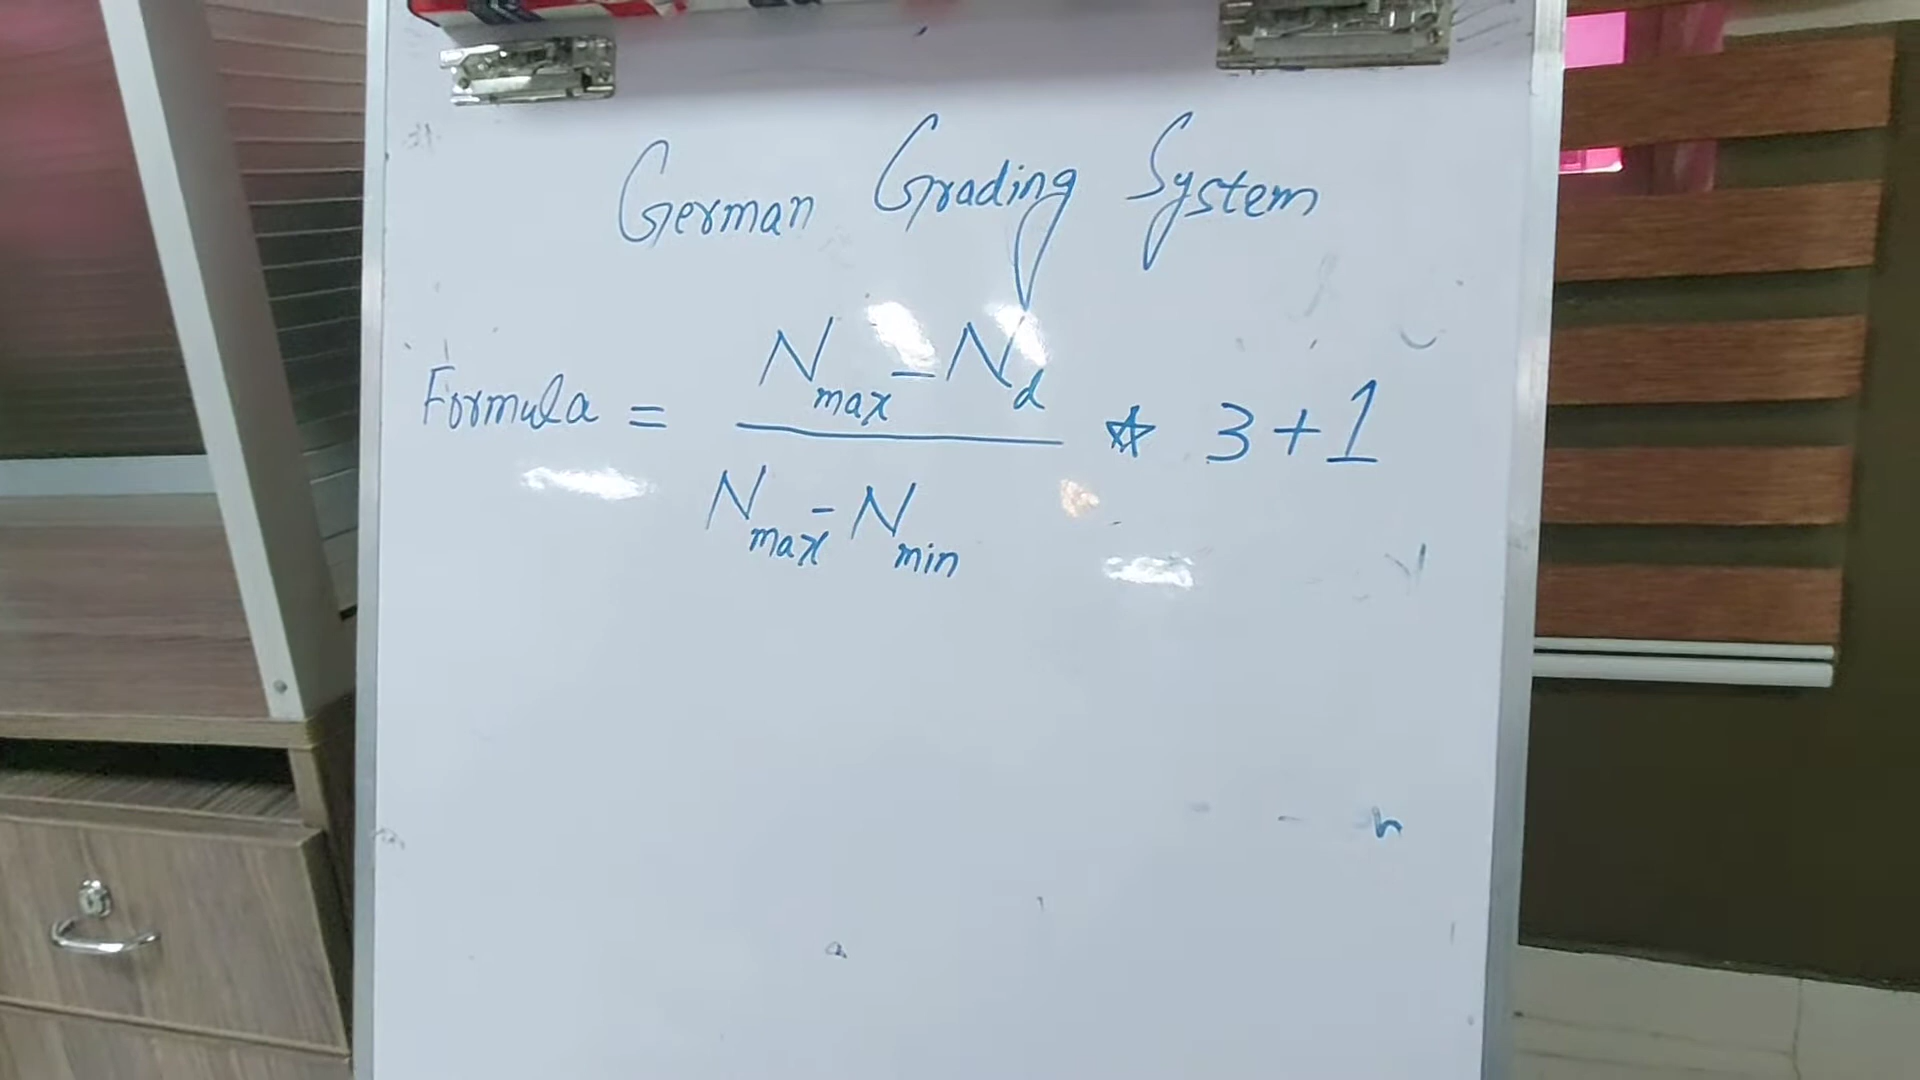 German Grading System
Formula = N_max - N_d / N_max - N_min * 3+1